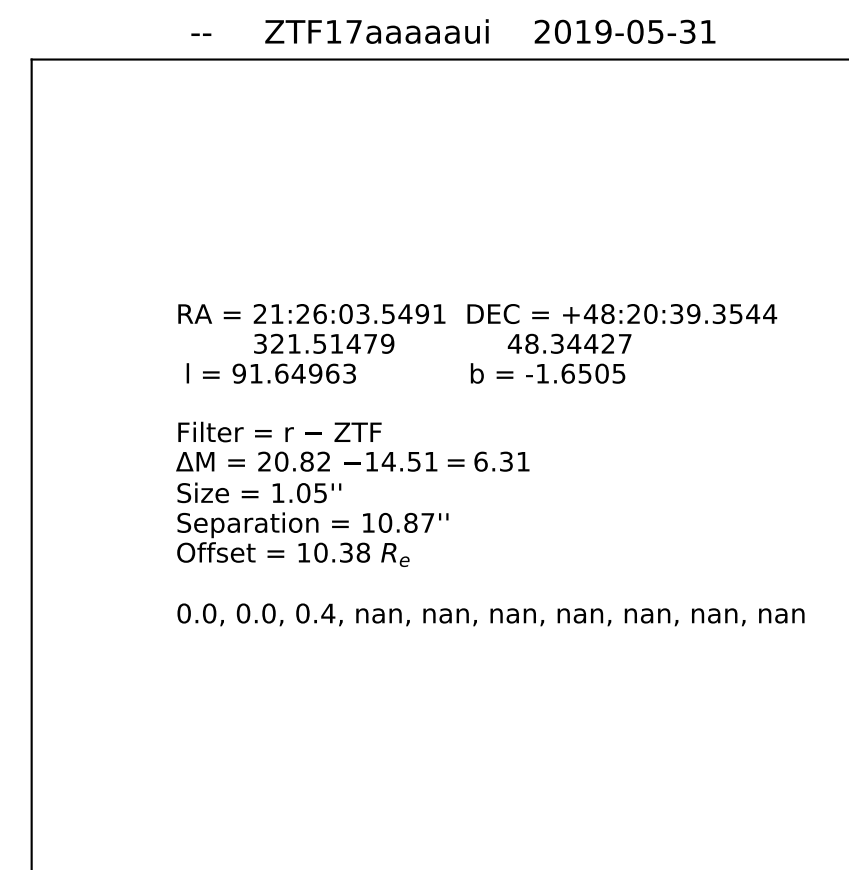 -- ZTF17aaaaaui 2019-05-31
RA = 21:26:03.5491 DEC = +48:20:39.3544
321.51479 48.34427
l = 91.64963 b = -1.6505
Filter = r − ZTF
ΔM = 20.82 −14.51 = 6.31
Size = 1.05''
Separation = 10.87''
Offset = 10.38 Re
0.0, 0.0, 0.4, nan, nan, nan, nan, nan, nan, nan